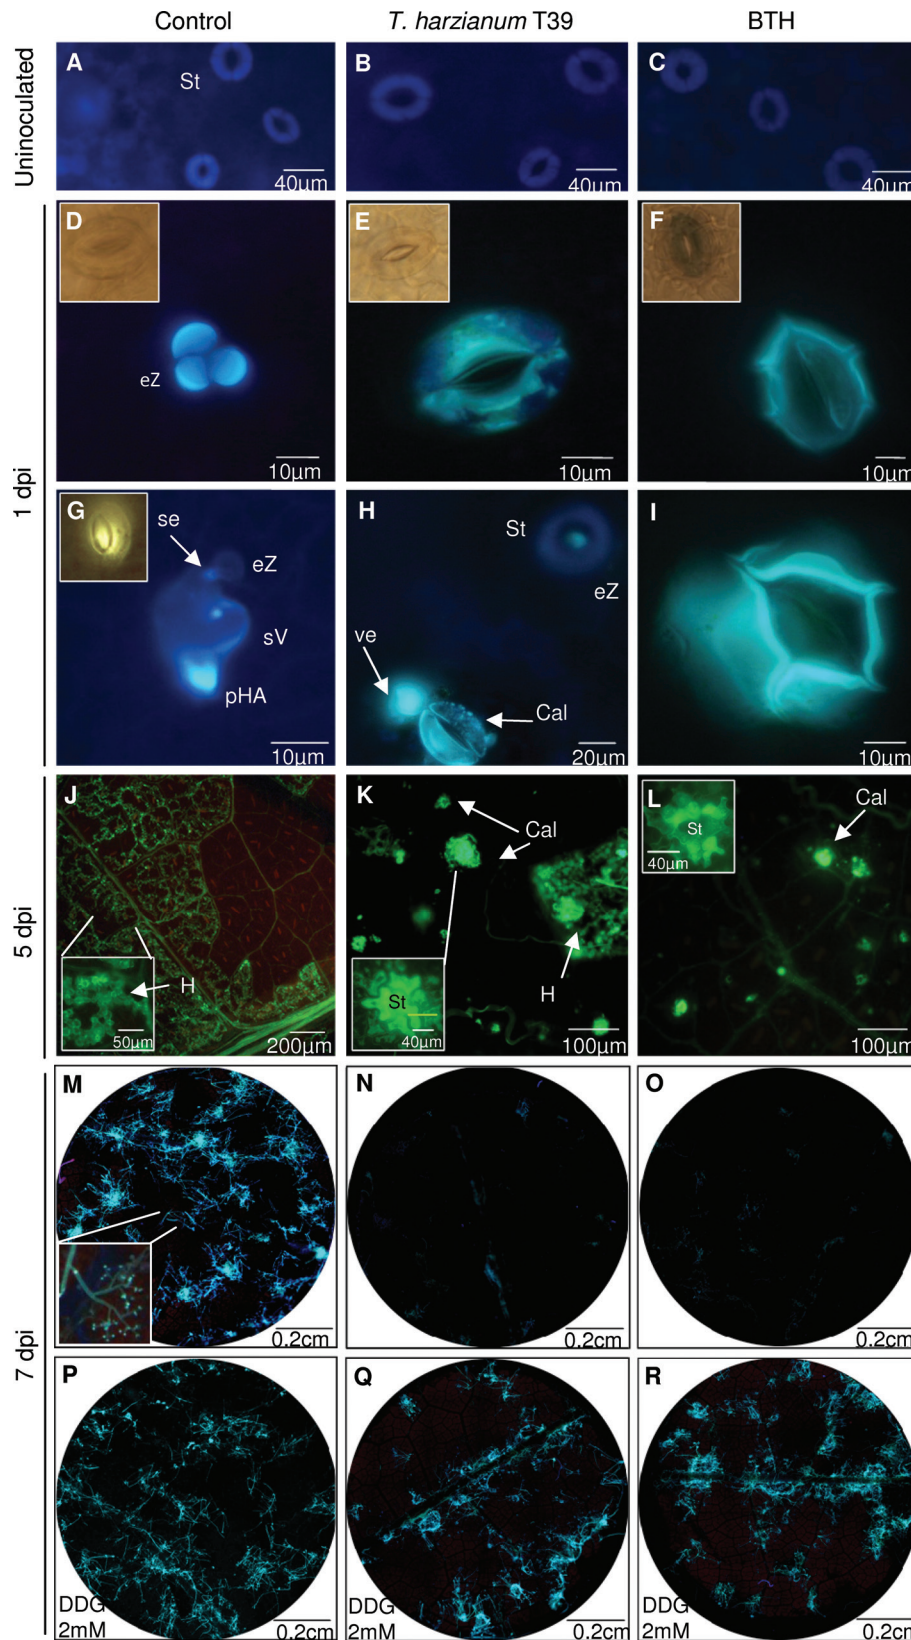 Control
T. harzianum T39
BTH
Uninoculated
A
St
40µm
B
40µm
C
40µm
1 dpi
D
eZ
10µm
E
10µm
F
10µm
G
se
eZ
sV
pHA
10µm
H
St
eZ
ve
Cal
20µm
I
10µm
5 dpi
J
H
50µm
200µm
K
Cal
St
40µm
H
100µm
L
St
40µm
Cal
100µm
7 dpi
M
0.2cm
N
0.2cm
O
0.2cm
P
DDG
2mM
0.2cm
Q
DDG
2mM
0.2cm
R
DDG
2mM
0.2cm